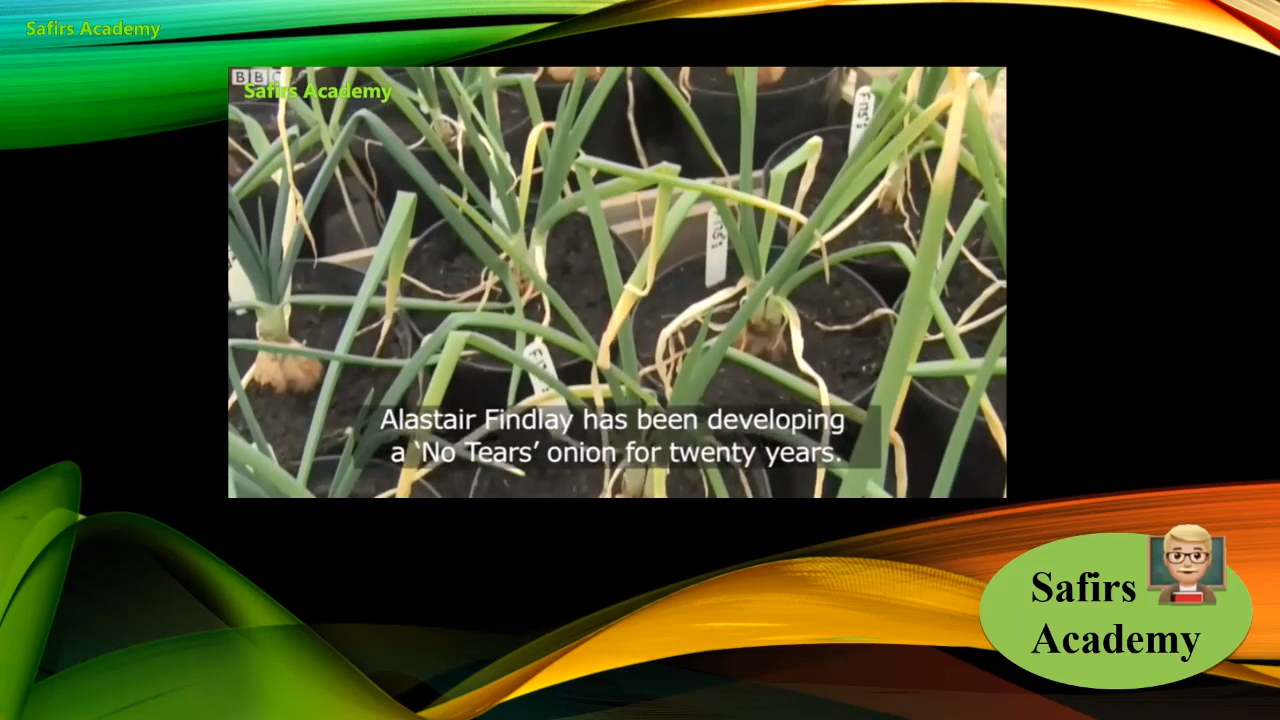 Safirs Academy
BBC
Safirs Academy
Alastair Findlay has been developing
a ‘No Tears’ onion for twenty years.
Safirs
Academy